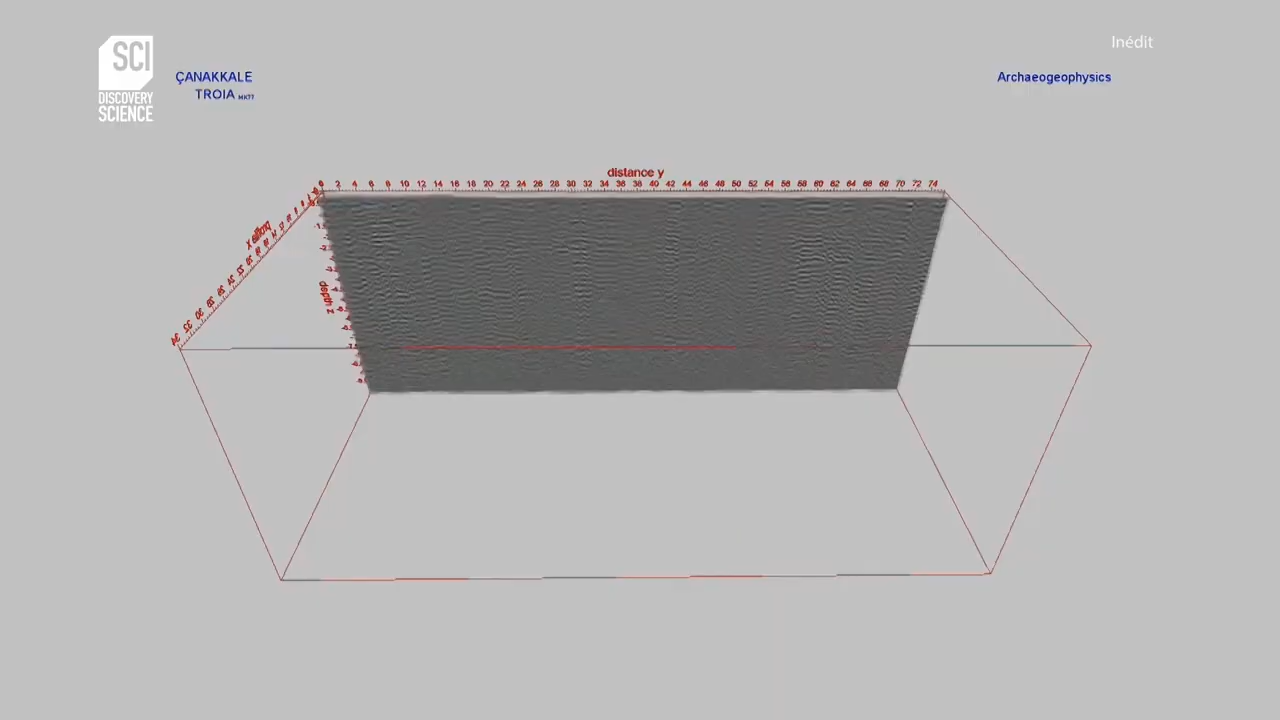 SCI
DISCOVERY
SCIENCE
ÇANAKKALE
TROIA MK77
Inédit
Archaeogeophysics
distance y
0 2 4 6 8 10 12 14 16 18 20 22 24 26 28 30 32 34 36 38 40 42 44 46 48 50 52 54 56 58 60 62 64 66 68 70 72 74
depth z